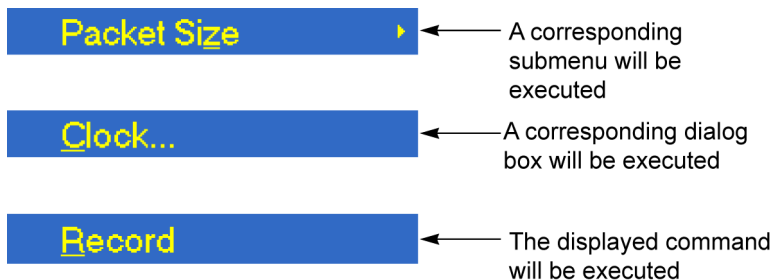 Packet Size
A corresponding
submenu will be
executed
Clock...
A corresponding dialog
box will be executed
Record
The displayed command
will be executed